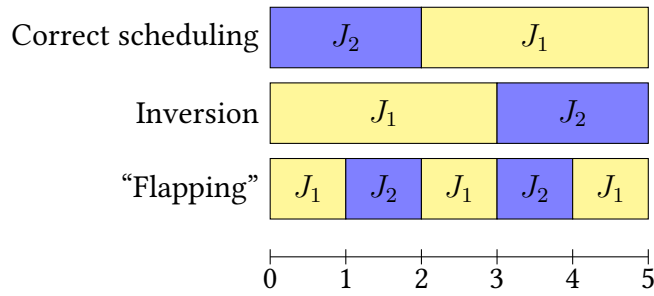 Correct scheduling J₂ J₁
Inversion J₁ J₂
“Flapping” J₁ J₂ J₁ J₂ J₁
0 1 2 3 4 5